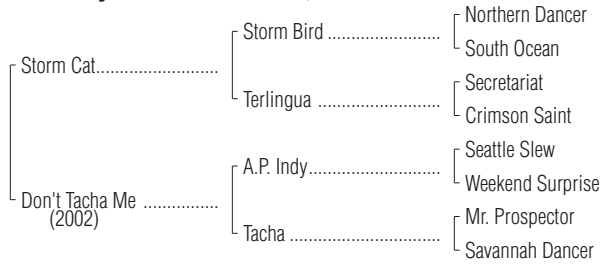 Northern Dancer
Storm Bird ........................
South Ocean
Storm Cat..........................
Secretariat
Terlingua ..........................
Crimson Saint
Seattle Slew
A.P. Indy............................
Weekend Surprise
Don't Tacha Me ................
(2002)
Mr. Prospector
Tacha ................................
Savannah Dancer